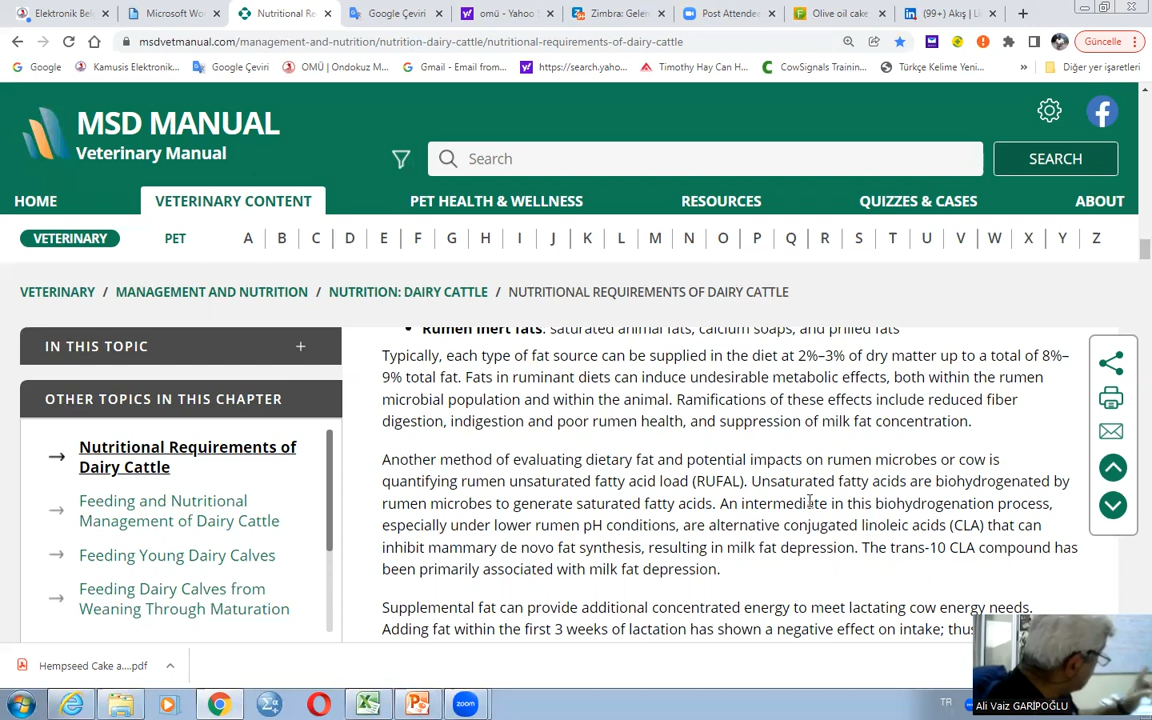 Elektronik Bel
Microsoft Wo
Nutritional Re
Google Çeviri
omü - Yahoo
Zimbra: Gelen
Post Attendee
Olive oil cake
(99+) Akış | Li
msdvetmanual.com/management-and-nutrition/nutrition-dairy-cattle/nutritional-requirements-of-dairy-cattle
Güncelle
Google
Kamusis Elektronik...
Google Çeviri
OMÜ | Ondokuz M...
Gmail - Email from...
https://search.yaho...
Timothy Hay Can H...
CowSignals Trainin...
Türkçe Kelime Yeni...
»
Diğer yer işaretleri
MSD MANUAL
Veterinary Manual
Search
SEARCH
HOME
VETERINARY CONTENT
PET HEALTH & WELLNESS
RESOURCES
QUIZZES & CASES
ABOUT
VETERINARY
PET
A B C D E F G H I J K L M N O P Q R S T U V W X Y Z
VETERINARY / MANAGEMENT AND NUTRITION / NUTRITION: DAIRY CATTLE / NUTRITIONAL REQUIREMENTS OF DAIRY CATTLE
IN THIS TOPIC +
OTHER TOPICS IN THIS CHAPTER
Nutritional Requirements of
Dairy Cattle
Feeding and Nutritional
Management of Dairy Cattle
Feeding Young Dairy Calves
Feeding Dairy Calves from
Weaning Through Maturation
• Rumen inert fats: saturated animal fats, calcium soaps, and prilled fats
Typically, each type of fat source can be supplied in the diet at 2%–3% of dry matter up to a total of 8%–
9% total fat. Fats in ruminant diets can induce undesirable metabolic effects, both within the rumen
microbial population and within the animal. Ramifications of these effects include reduced fiber
digestion, indigestion and poor rumen health, and suppression of milk fat concentration.
Another method of evaluating dietary fat and potential impacts on rumen microbes or cow is
quantifying rumen unsaturated fatty acid load (RUFAL). Unsaturated fatty acids are biohydrogenated by
rumen microbes to generate saturated fatty acids. An intermediate in this biohydrogenation process,
especially under lower rumen pH conditions, are alternative conjugated linoleic acids (CLA) that can
inhibit mammary de novo fat synthesis, resulting in milk fat depression. The trans-10 CLA compound has
been primarily associated with milk fat depression.
Supplemental fat can provide additional concentrated energy to meet lactating cow energy needs.
Adding fat within the first 3 weeks of lactation has shown a negative effect on intake; thus
Hempseed Cake a....pdf
zoom
TR
Ali Vaiz GARİPOĞLU